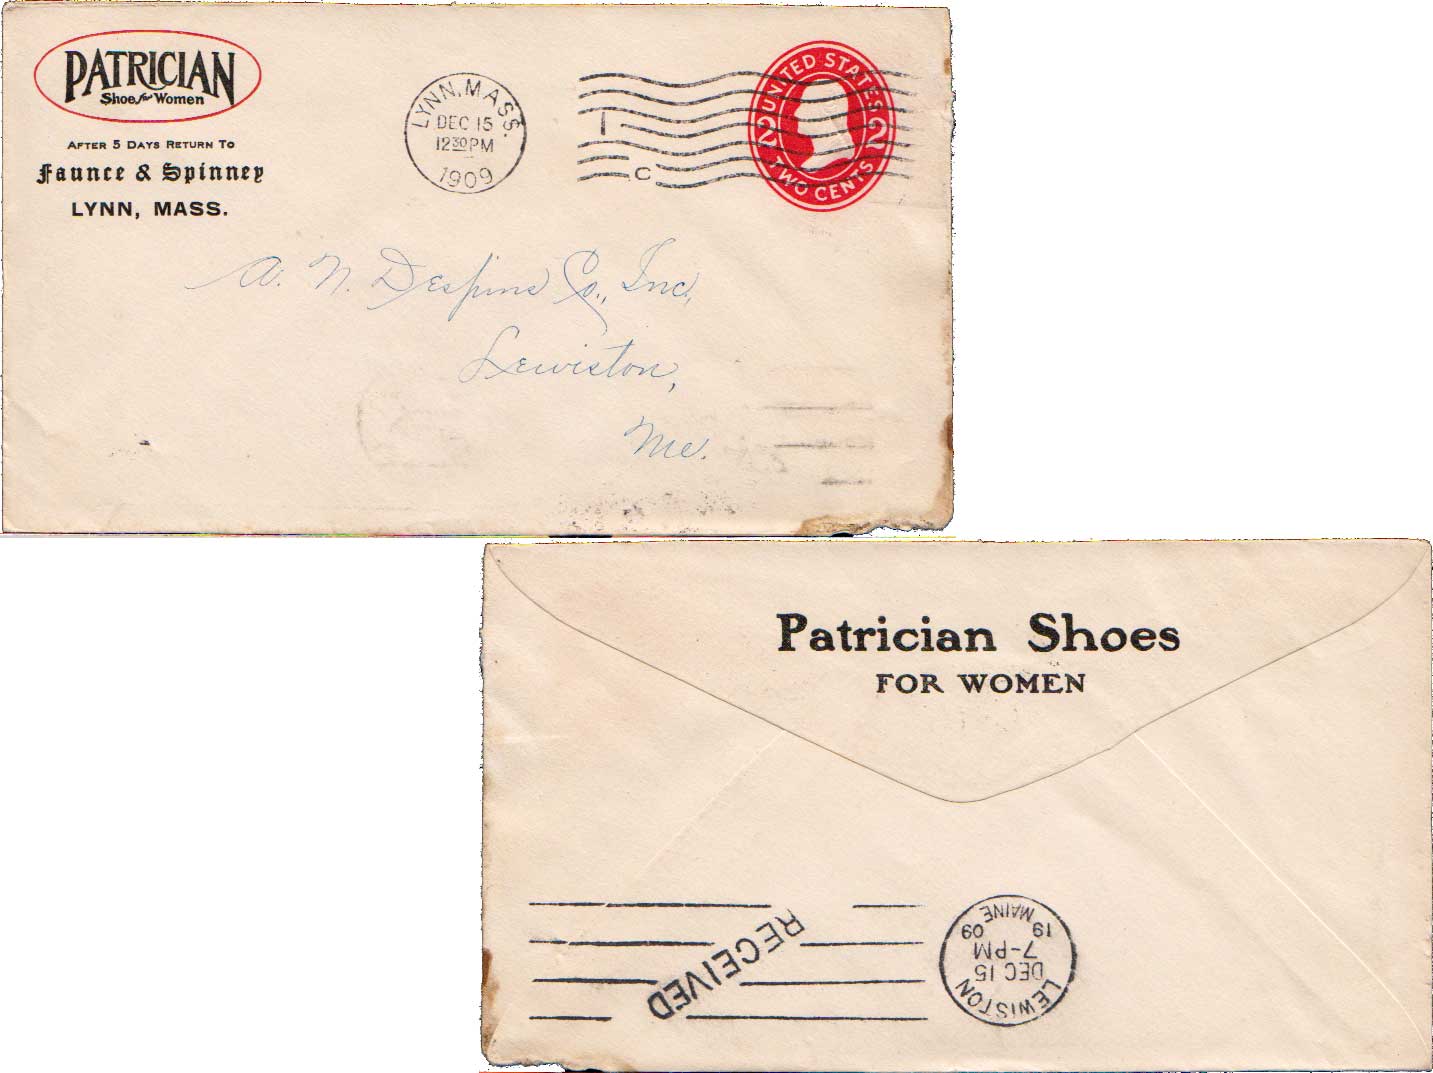 PATRICIAN
Shoe for Women
AFTER 5 DAYS RETURN TO
Faunce & Spinney
LYNN, MASS.
LYNN, MASS.
DEC 15
12 30 PM
1909
1
C
UNITED STATES
2 2
TWO CENTS
A. N. Despins Co., Inc,
Lewiston,
Me.
Patrician Shoes
FOR WOMEN
RECEIVED
LEWISTON
DEC 15
7-PM
19 09
MAINE